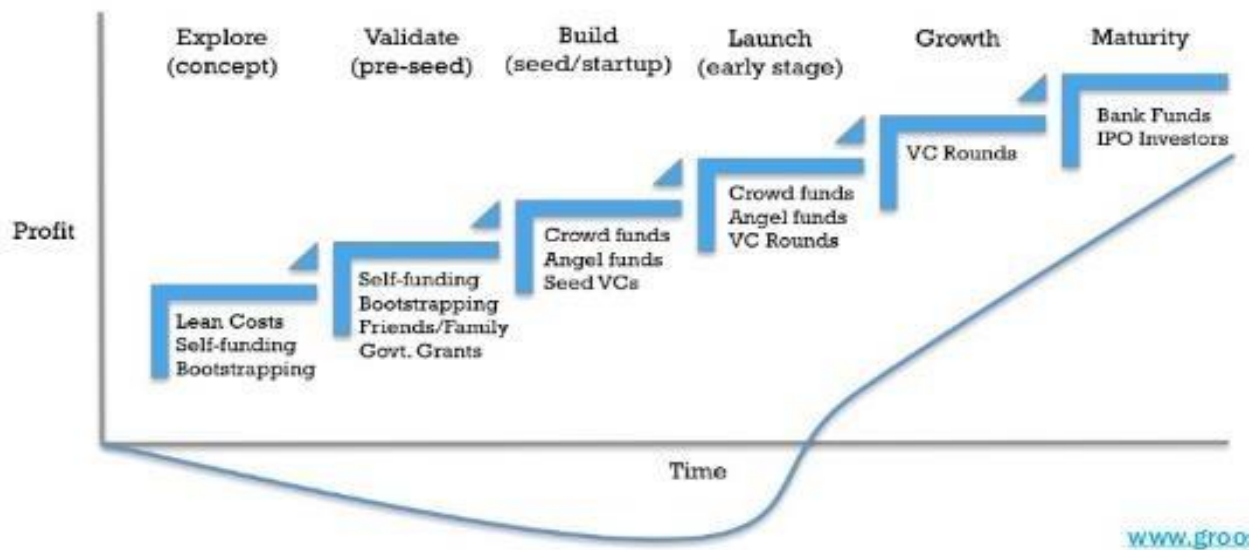 Explore
(concept)
Validate
(pre-seed)
Build
(seed/startup)
Launch
(early stage)
Growth
Maturity
Profit
Lean Costs
Self-funding
Bootstrapping
Self-funding
Bootstrapping
Friends/Family
Govt. Grants
Crowd funds
Angel funds
Seed VCs
Crowd funds
Angel funds
VC Rounds
VC Rounds
Bank Funds
IPO Investors
Time
www.groo